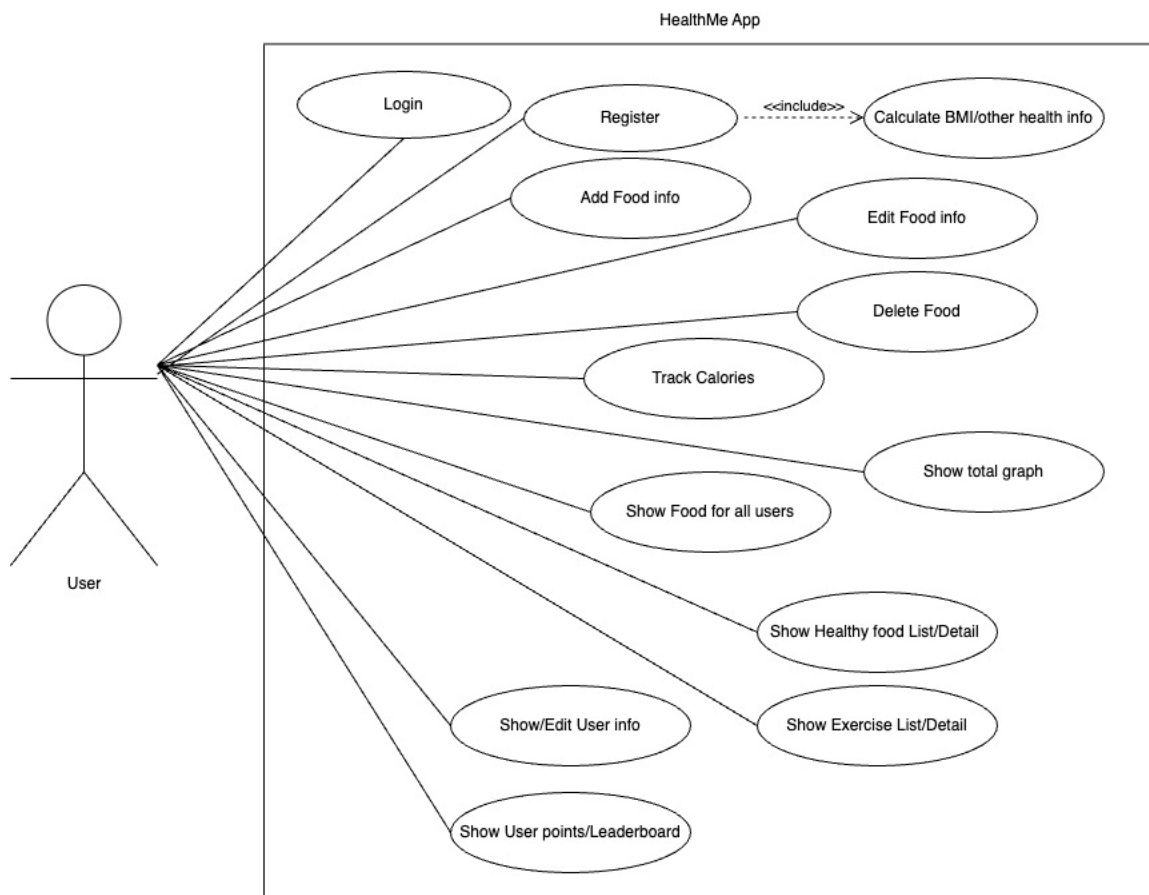 HealthMe App
Login
Register
<<include>>
Calculate BMI/other health info
Add Food info
Edit Food info
Delete Food
Track Calories
Show total graph
Show Food for all users
User
Show Healthy food List/Detail
Show/Edit User info
Show Exercise List/Detail
Show User points/Leaderboard